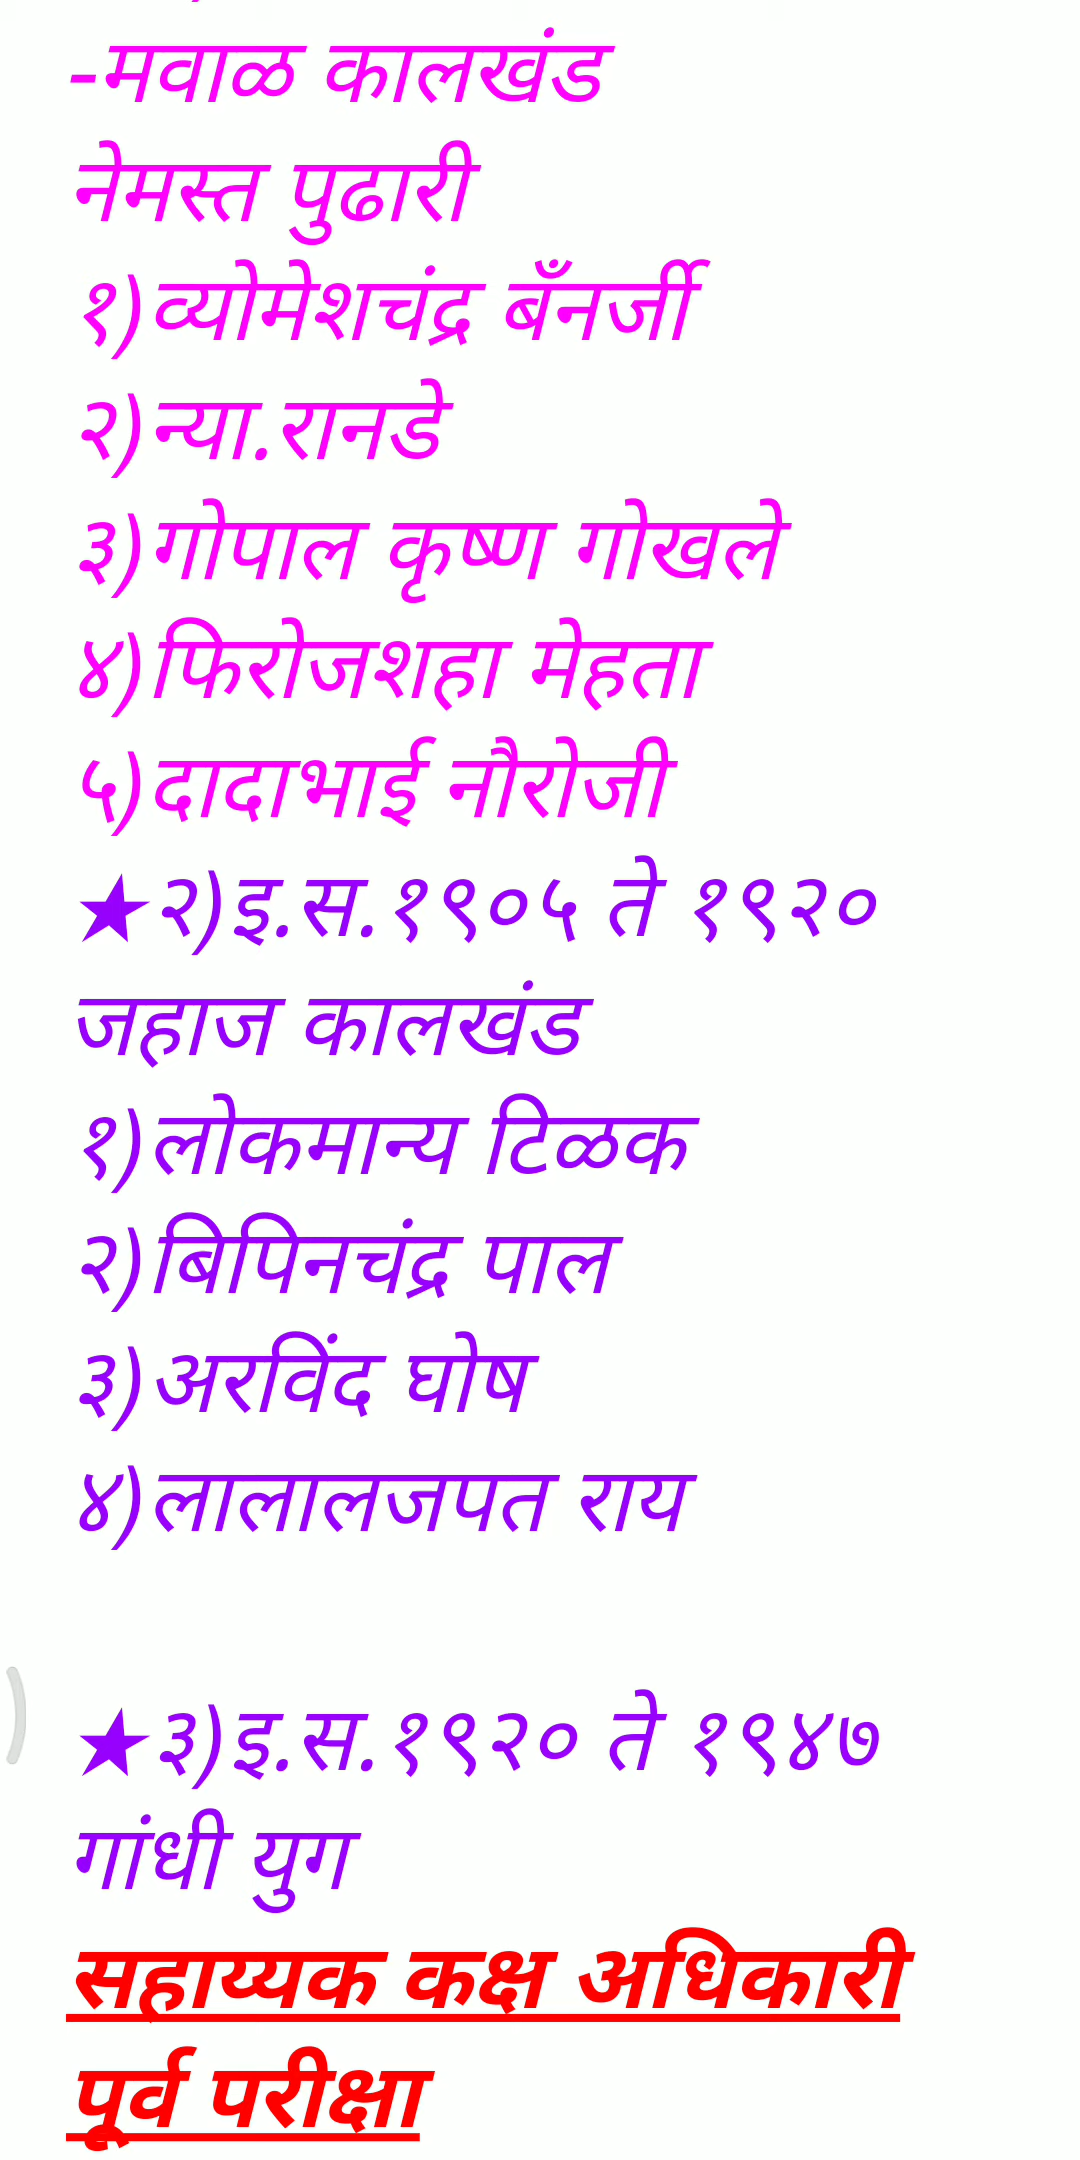 -मवाळ कालखंड
नेमस्त पुढारी
१)व्योमेशचंद्र बँनर्जी
२)न्या.रानडे
३)गोपाल कृष्ण गोखले
४)फिरोजशहा मेहता
५)दादाभाई नौरोजी
★२)इ.स.१९०५ ते १९२०
जहाज कालखंड
१)लोकमान्य टिळक
२)बिपिनचंद्र पाल
३)अरविंद घोष
४)लालालजपत राय
★३)इ.स.१९२० ते १९४७
गांधी युग
सहाय्यक कक्ष अधिकारी
पूर्व परीक्षा